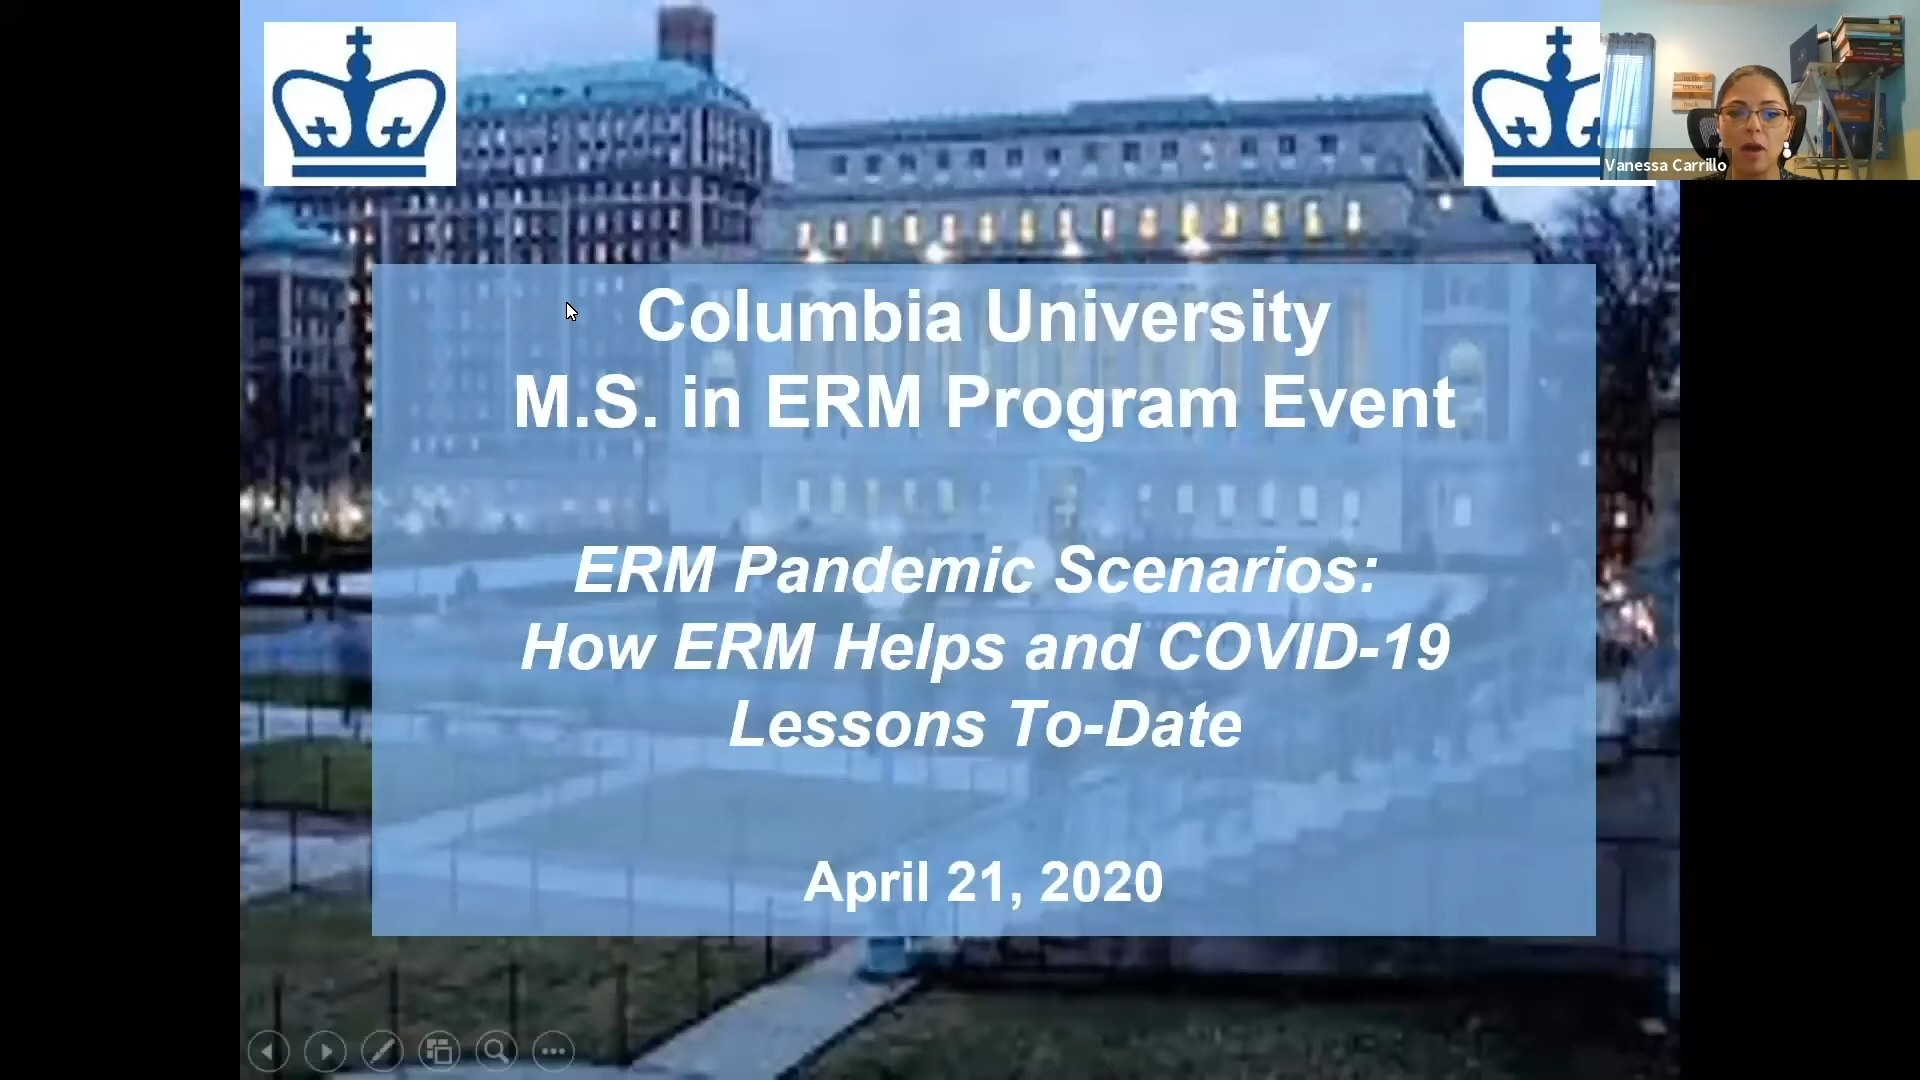 Columbia University
M.S. in ERM Program Event
ERM Pandemic Scenarios:
How ERM Helps and COVID-19
Lessons To-Date
April 21, 2020
Vanessa Carrillo